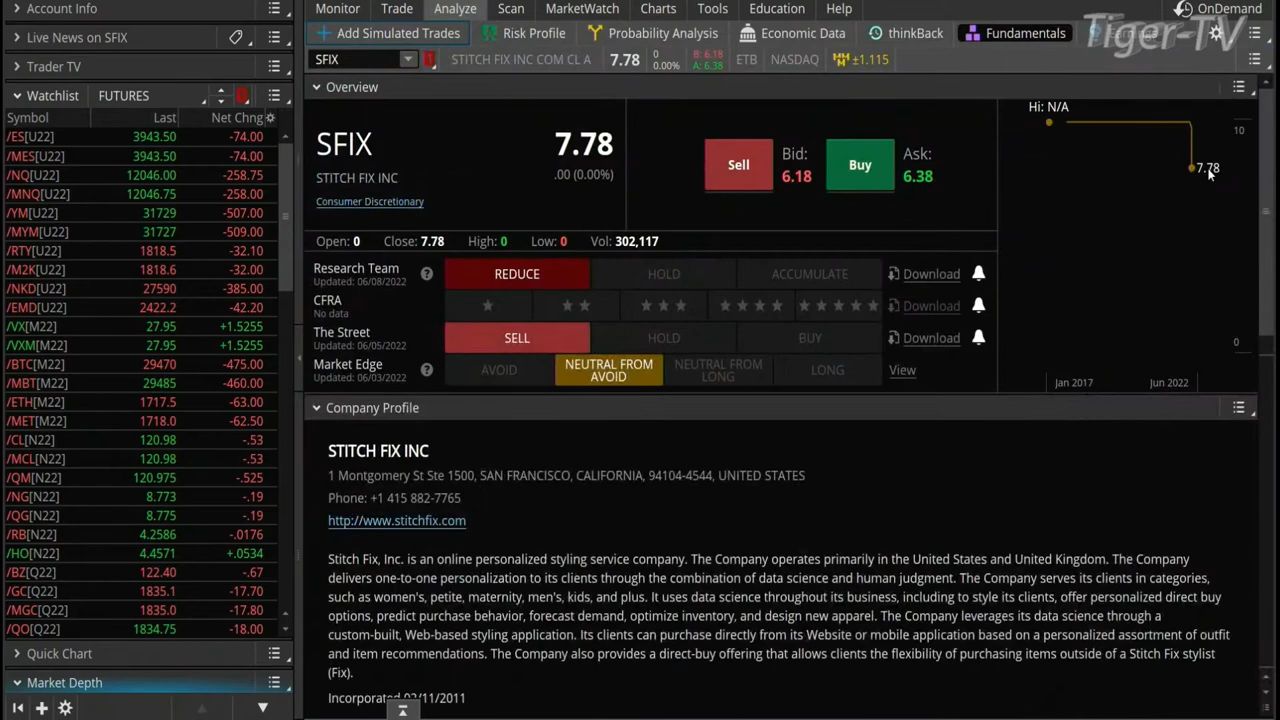 Account Info
Live News on SFIX
Trader TV
Watchlist FUTURES
Symbol Last Net Chng
/ES[U22] 3943.50 -74.00
/MES[U22] 3943.50 -74.00
/NQ[U22] 12046.00 -258.75
/MNQ[U22] 12046.75 -258.75
/YM[U22] 31729 -507.00
/MYM[U22] 31727 -509.00
/RTY[U22] 1818.5 -32.10
/M2K[U22] 1818.6 -32.00
/NKD[U22] 27590 -385.00
/EMD[U22] 2422.2 -42.20
/VX[M22] 27.95 +1.5255
/VXM[M22] 27.95 +1.5255
/BTC[M22] 29470 -475.00
/MBT[M22] 29485 -460.00
/ETH[M22] 1717.5 -63.00
/MET[M22] 1718.0 -62.50
/CL[N22] 120.98 -.53
/MCL[N22] 120.98 -.53
/QM[N22] 120.975 -.525
/NG[N22] 8.773 -.19
/QG[N22] 8.775 -.19
/RB[N22] 4.2586 -.0176
/HO[N22] 4.4571 +.0534
/BZ[Q22] 122.40 -.67
/GC[Q22] 1835.1 -17.70
/MGC[Q22] 1835.0 -17.80
/QO[Q22] 1834.75 -18.00
Quick Chart
Market Depth
Monitor Trade Analyze Scan MarketWatch Charts Tools Education Help OnDemand
Tiger-TV
+ Add Simulated Trades Risk Profile Probability Analysis Economic Data thinkBack Fundamentals
SFIX STITCH FIX INC COM CL A 7.78 0 B: 6.18 ETB NASDAQ ±1.115
0.00% A: 6.38
Overview
SFIX 7.78
.00 (0.00%)
STITCH FIX INC
Consumer Discretionary
Sell Bid: 6.18 Buy Ask: 6.38
Open: 0 Close: 7.78 High: 0 Low: 0 Vol: 302,117
Research Team REDUCE HOLD ACCUMULATE Download
Updated: 06/08/2022
CFRA Download
No data
The Street SELL HOLD BUY Download
Updated: 06/05/2022
Market Edge AVOID NEUTRAL FROM AVOID NEUTRAL FROM LONG LONG View
Updated: 06/03/2022
Hi: N/A
10
7.78
0
Jan 2017 Jun 2022
Company Profile
STITCH FIX INC
1 Montgomery St Ste 1500, SAN FRANCISCO, CALIFORNIA, 94104-4544, UNITED STATES
Phone: +1 415 882-7765
http://www.stitchfix.com
Stitch Fix, Inc. is an online personalized styling service company. The Company operates primarily in the United States and United Kingdom. The Company
delivers one-to-one personalization to its clients through the combination of data science and human judgment. The Company serves its clients in categories,
such as women's, petite, maternity, men's, kids, and plus. It uses data science throughout its business, including to style its clients, offer personalized direct buy
options, predict purchase behavior, forecast demand, optimize inventory, and design new apparel. The Company leverages its data science through a
custom-built, Web-based styling application. Its clients can purchase directly from its Website or mobile application based on a personalized assortment of outfit
and item recommendations. The Company also provides a direct-buy offering that allows clients the flexibility of purchasing items outside of a Stitch Fix stylist
(Fix).
Incorporated 02/11/2011